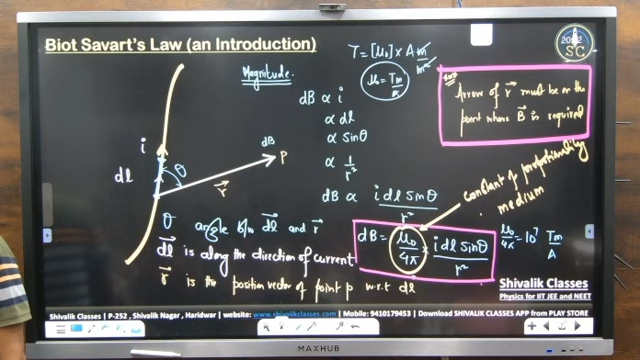 Biot Savart's Law (an Introduction)
Magnitude
T = [μ₀] × A m/m²
μ₀ = Tm/A
Arrow of r⃗ must be on the
point where B⃗ is required
i
dl
θ
r⃗
dB
P
dB ∝ i
∝ dl
∝ sinθ
∝ 1/r²
dB ∝ i dl sinθ / r²
constant of proportionality
medium
dB = μ₀/4π × i dl sinθ / r²
μ₀/4π = 10⁷ Tm/A
θ angle b/w dl⃗ and r⃗
dl⃗ is along the direction of current
r⃗ is the position vector of point p w.r.t dl
Shivalik Classes
Physics for IIT JEE and NEET
Shivalik Classes | P-252 , Shivalik Nagar , Haridwar | website: www.shivalikclasses.com | Mobile: 9410179453 | Download SHIVALIK CLASSES APP from PLAY STORE
MAXHUB